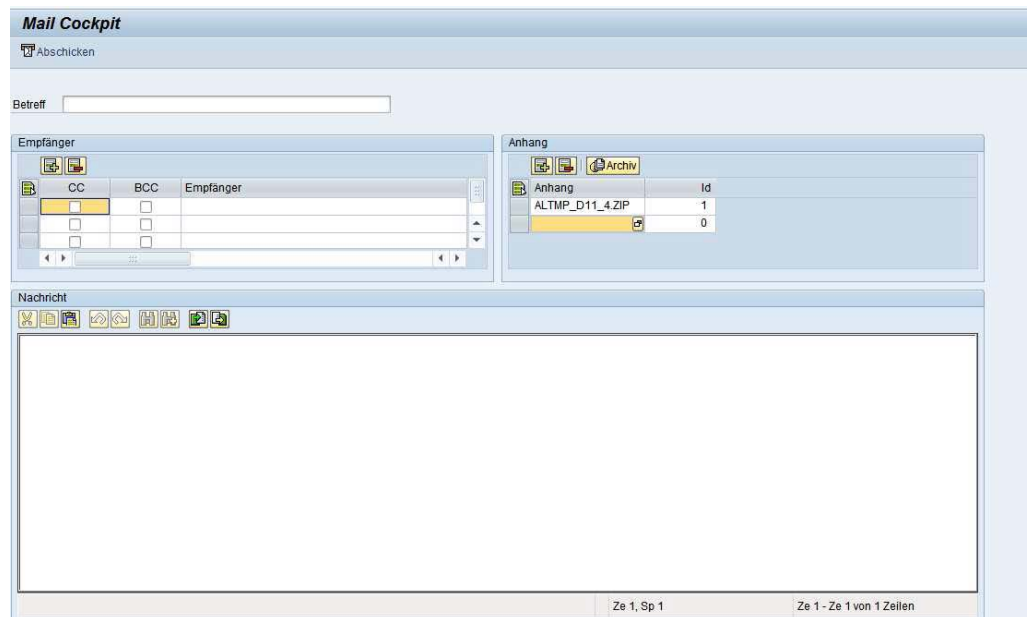 Mail Cockpit
Abschicken
Betreff
Empfänger
CC BCC Empfänger
Anhang
Archiv
Anhang Id
ALTMP_D11_4.ZIP 1
0
Nachricht
Ze 1, Sp 1 Ze 1 - Ze 1 von 1 Zeilen